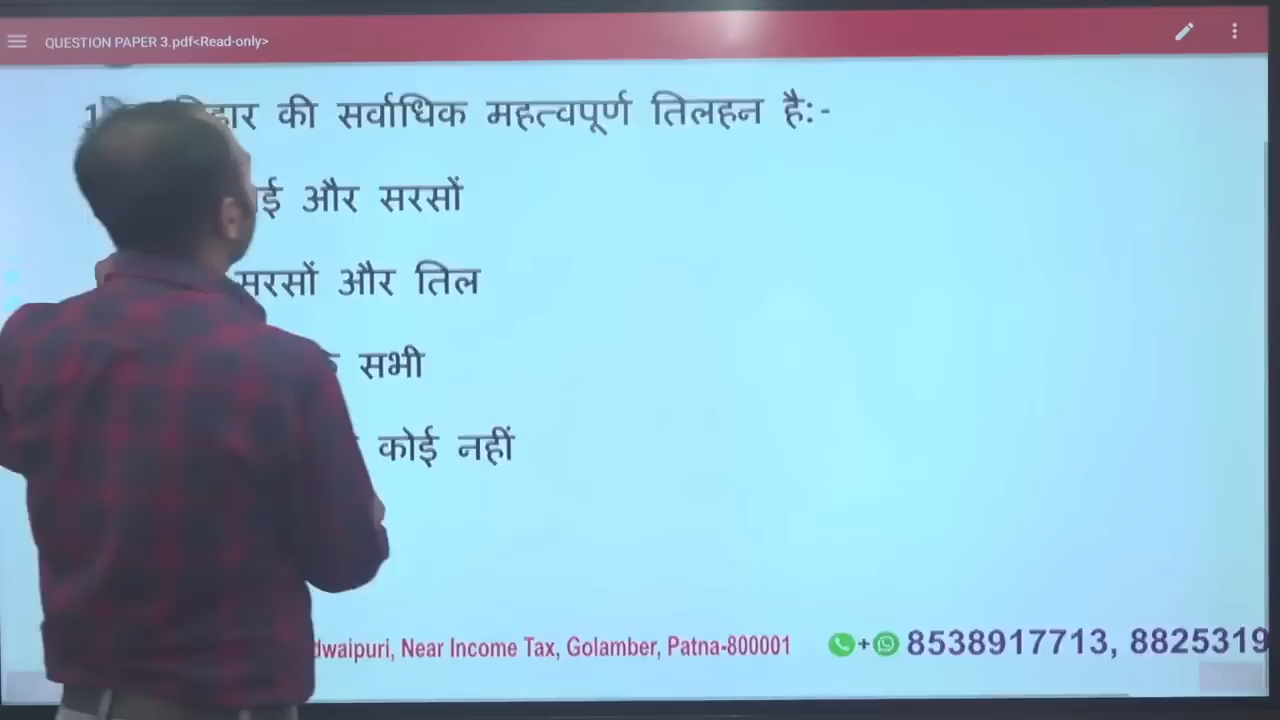 QUESTION PAPER 3.pdf<Read-only>
की सर्वाधिक महत्वपूर्ण तिलहन है:-
और सरसों
सरसों और तिल
सभी
कोई नहीं
Near Income Tax, Golamber, Patna-800001 + 8538917713, 8825319